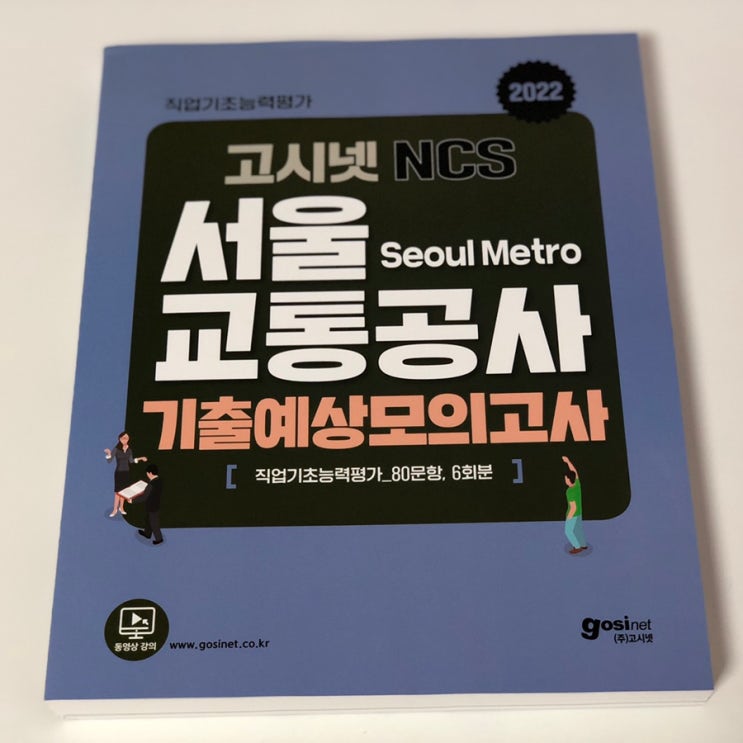 직업기초능력평가
2022
고시넷 NCS
서울 Seoul Metro
교통공사
기출예상모의고사
[ 직업기초능력평가_80문항, 6회분 ]
동영상 강의
www.gosinet.co.kr
gosinet
(주)고시넷